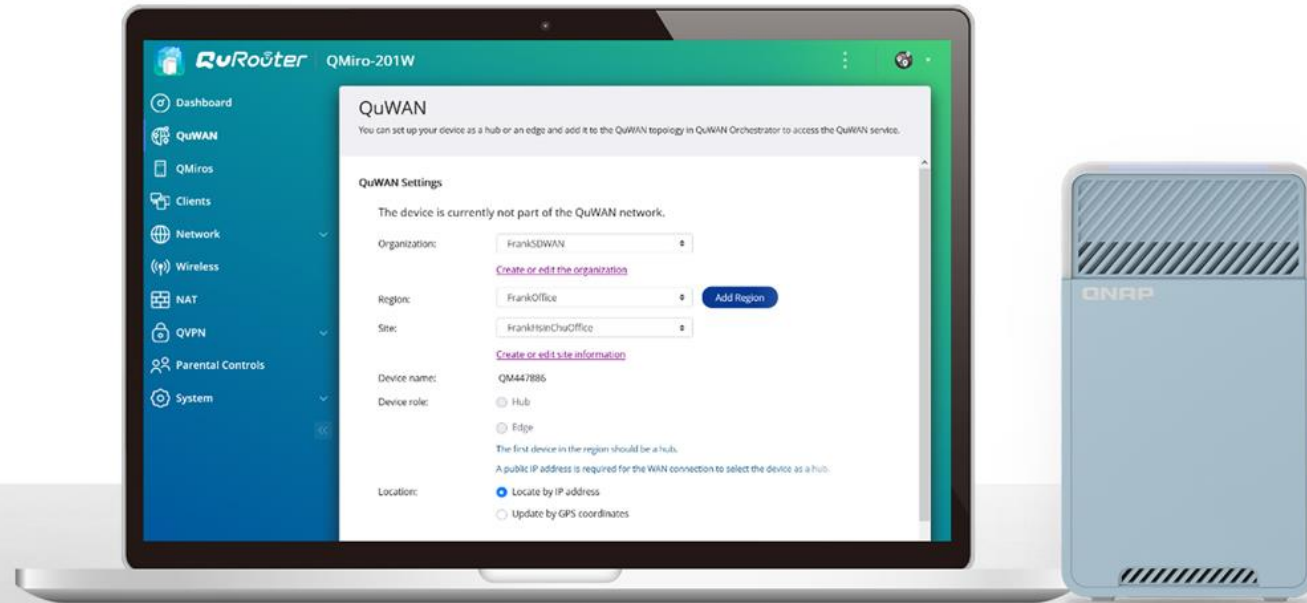 QuRouter QMiro-201W
Dashboard
QuWAN
QMiros
Clients
Network
Wireless
NAT
QVPN
Parental Controls
System
QuWAN
You can set up your device as a hub or an edge and add it to the QuWAN topology in QuWAN Orchestrator to access the QuWAN service.
QuWAN Settings
The device is currently not part of the QuWAN network.
Organization: FrankSDWAN
Create or edit the organization
Region: FrankOffice Add Region
Site: FrankHsinChuOffice
Create or edit site information
Device name: QM447886
Device role: Hub
Edge
The first device in the region should be a hub.
A public IP address is required for the WAN connection to select the device as a hub.
Location: Locate by IP address
Update by GPS coordinates
QNAP